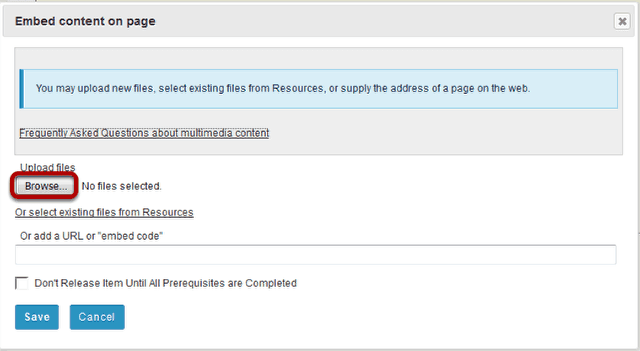 Embed content on page
You may upload new files, select existing files from Resources, or supply the address of a page on the web.
Frequently Asked Questions about multimedia content
Upload files
Browse... No files selected.
Or select existing files from Resources
Or add a URL or "embed code"
Don't Release Item Until All Prerequisites are Completed
Save Cancel